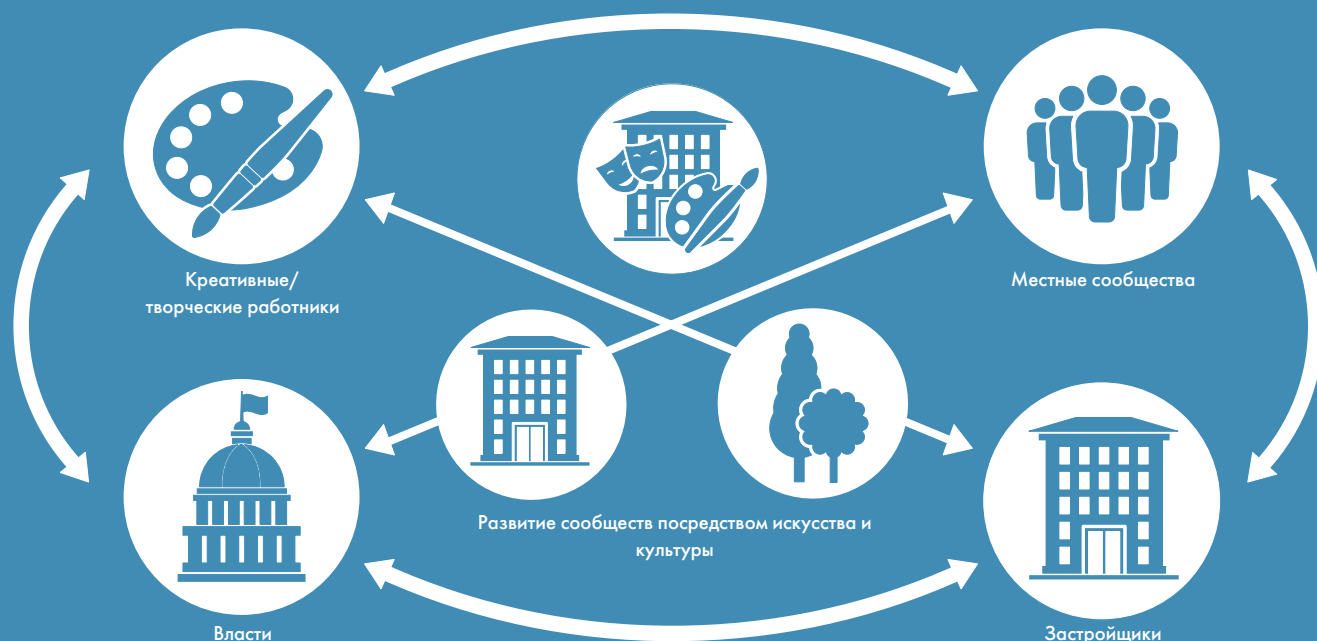 Креативные/
творческие работники
Местные сообщества
Развитие сообществ посредством искусства и
культуры
Власти
Застройщики